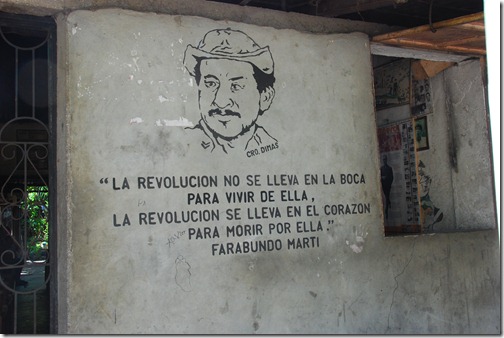 CRO. DIMAS
“ LA REVOLUCION NO SE LLEVA EN LA BOCA
PARA VIVIR DE ELLA ,
LA REVOLUCION SE LLEVA EN EL CORAZON
PARA MORIR POR ELLA .”
FARABUNDO MARTI